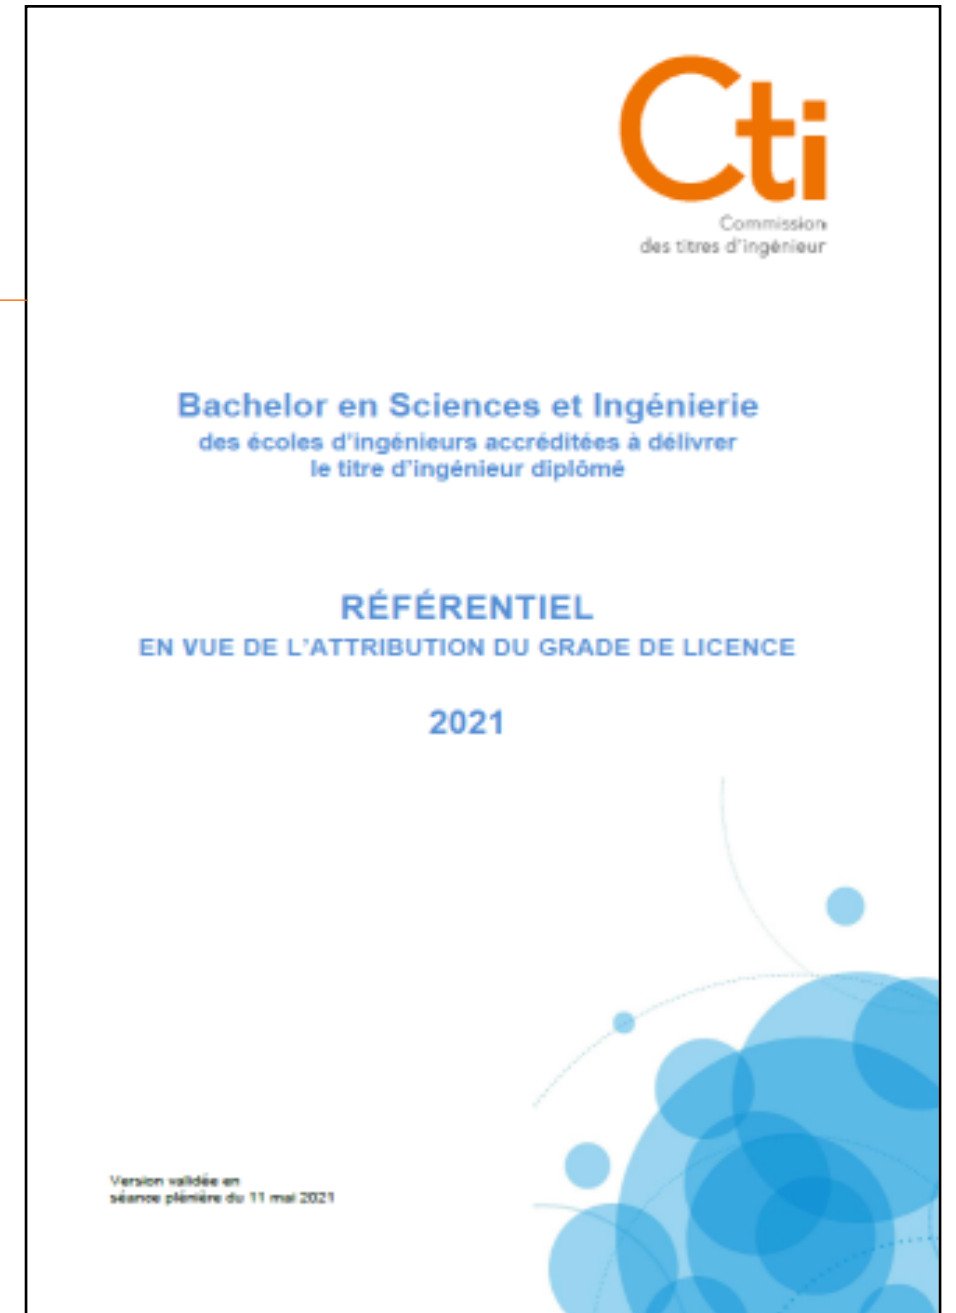 Cti
Commission
des titres d'ingénieur
Bachelor en Sciences et Ingénierie
des écoles d'ingénieurs accréditées à délivrer
le titre d'ingénieur diplômé
RÉFÉRENTIEL
EN VUE DE L'ATTRIBUTION DU GRADE DE LICENCE
2021
Version validée en
séance plénière du 11 mai 2021